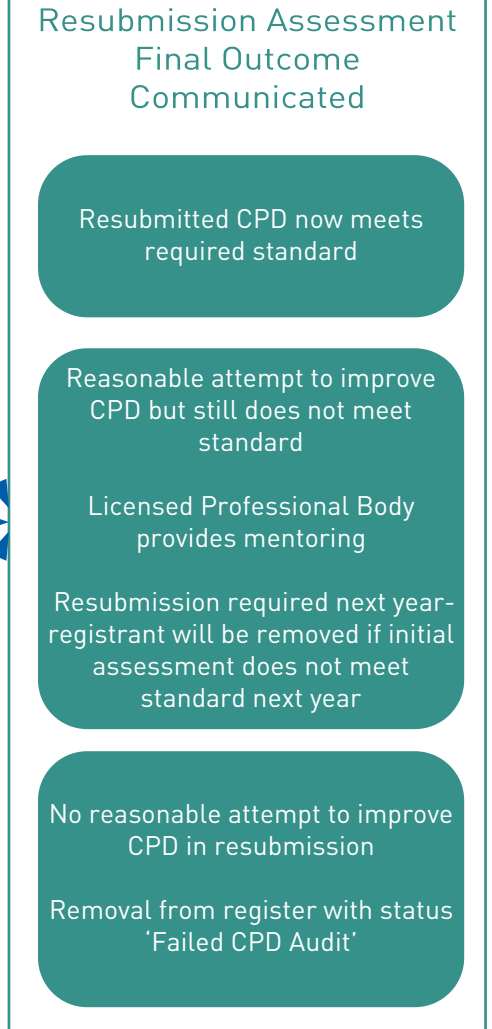 Resubmission Assessment
Final Outcome
Communicated
Resubmitted CPD now meets
required standard
Reasonable attempt to improve
CPD but still does not meet
standard
Licensed Professional Body
provides mentoring
Resubmission required next year-
registrant will be removed if initial
assessment does not meet
standard next year
No reasonable attempt to improve
CPD in resubmission
Removal from register with status
‘Failed CPD Audit’